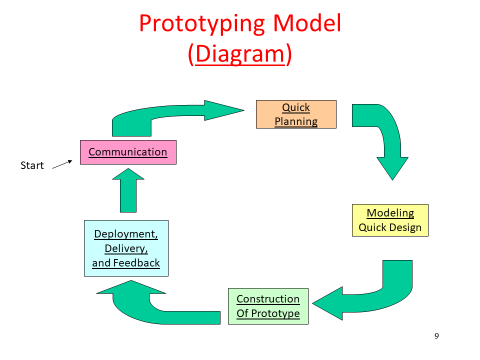 Prototyping Model
(Diagram)
Quick
Planning
Communication
Start
Modeling
Quick Design
Deployment,
Delivery,
and Feedback
Construction
Of Prototype
9